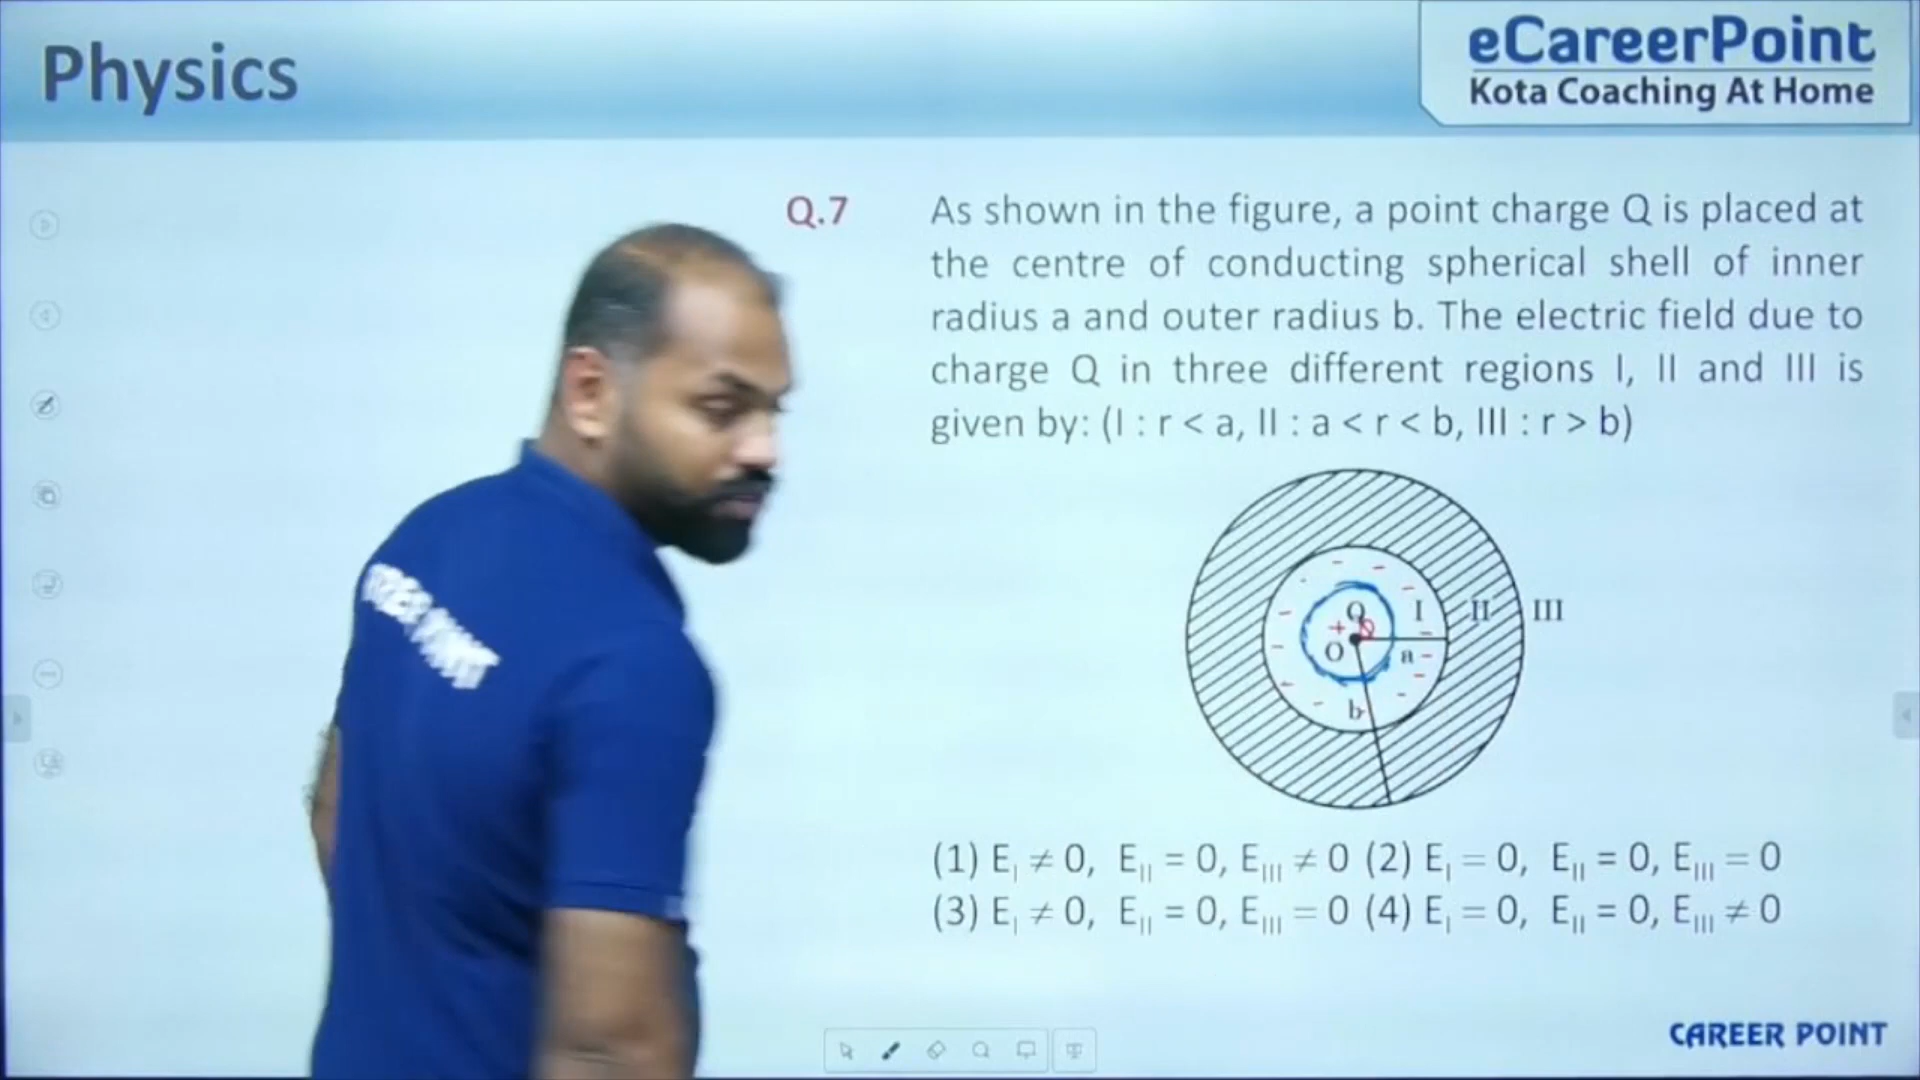 Physics
eCareerPoint
Kota Coaching At Home
Q.7 As shown in the figure, a point charge Q is placed at
the centre of conducting spherical shell of inner
radius a and outer radius b. The electric field due to
charge Q in three different regions I, II and III is
given by: (I : r < a, II : a < r < b, III : r > b)
Q I II III
+
O a
b
(1) E_I ≠ 0, E_II = 0, E_III ≠ 0 (2) E_I = 0, E_II = 0, E_III = 0
(3) E_I ≠ 0, E_II = 0, E_III = 0 (4) E_I = 0, E_II = 0, E_III ≠ 0
CAREER POINT